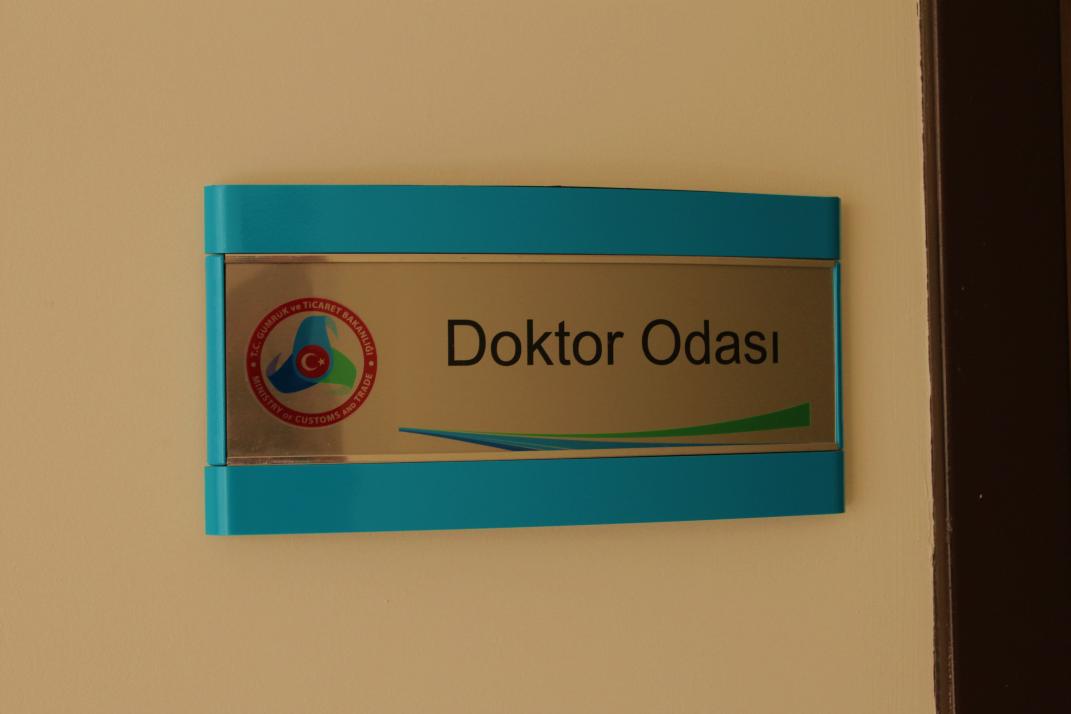 T.C. GÜMRÜK ve TİCARET BAKANLIĞI
MINISTRY OF CUSTOMS AND TRADE
Doktor Odası